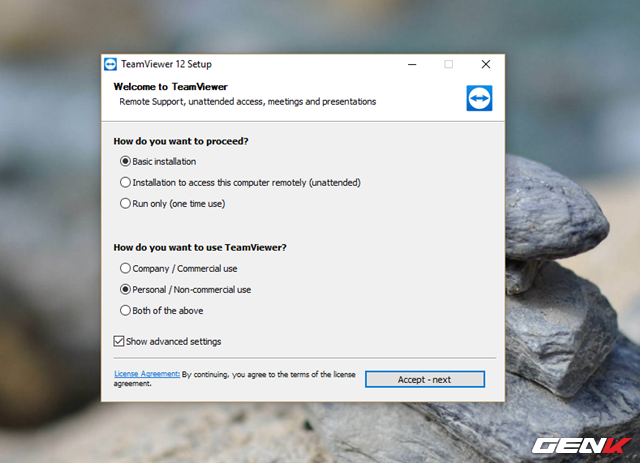 TeamViewer 12 Setup
Welcome to TeamViewer
Remote Support, unattended access, meetings and presentations
How do you want to proceed?
Basic installation
Installation to access this computer remotely (unattended)
Run only (one time use)
How do you want to use TeamViewer?
Company / Commercial use
Personal / Non-commercial use
Both of the above
Show advanced settings
License Agreement: By continuing, you agree to the terms of the license
agreement.
Accept - next
GENK